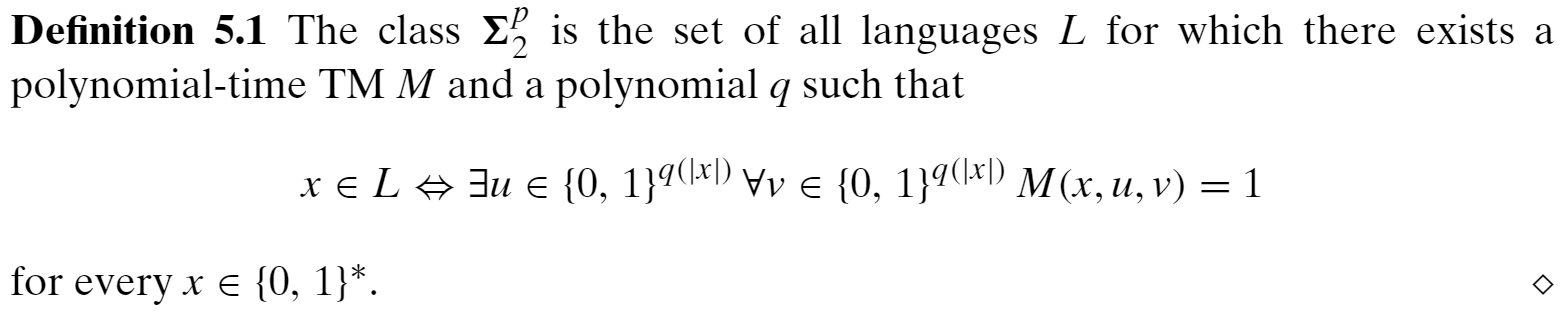 Definition 5.1 The class Σ₂ᵖ is the set of all languages L for which there exists a
polynomial-time TM M and a polynomial q such that
x ∈ L ⇔ ∃u ∈ {0, 1}^{q(|x|)} ∀v ∈ {0, 1}^{q(|x|)} M(x, u, v) = 1
for every x ∈ {0, 1}*. ◇